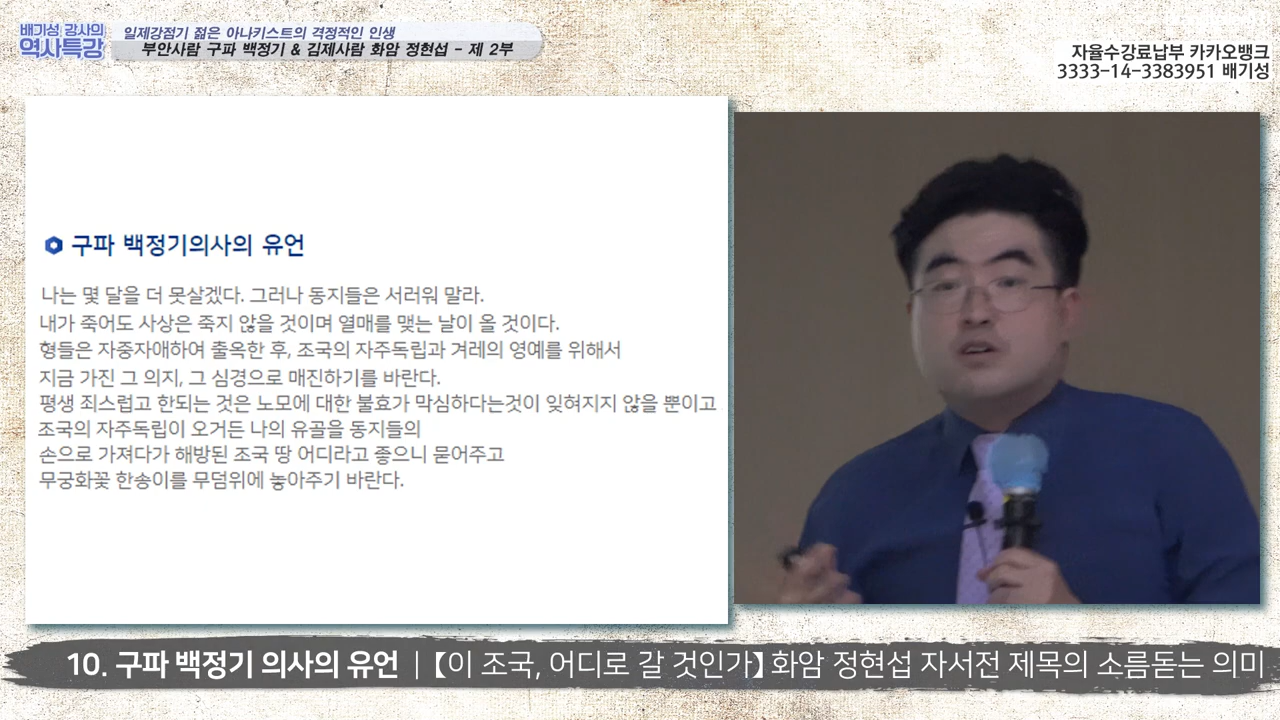 배기성 강사의
역사특강
일제강점기 젊은 아나키스트의 격정적인 인생
부안사람 구파 백정기 & 김제사람 화암 정현섭 - 제 2부
자율수강료납부 카카오뱅크
3333-14-3383951 배기성
구파 백정기의사의 유언
나는 몇 달을 더 못살겠다. 그러나 동지들은 서러워 말라.
내가 죽어도 사상은 죽지 않을 것이며 열매를 맺는 날이 올 것이다.
형들은 자중자애하여 출옥한 후, 조국의 자주독립과 겨레의 영예를 위해서
지금 가진 그 의지, 그 심경으로 매진하기를 바란다.
평생 죄스럽고 한되는 것은 노모에 대한 불효가 막심하다는것이 잊혀지지 않을 뿐이고
조국의 자주독립이 오거든 나의 유골을 동지들의
손으로 가져다가 해방된 조국 땅 어디라고 좋으니 묻어주고
무궁화꽃 한송이를 무덤위에 놓아주기 바란다.
10. 구파 백정기 의사의 유언 |【이 조국, 어디로 갈 것인가】화암 정현섭 자서전 제목의 소름돋는 의미